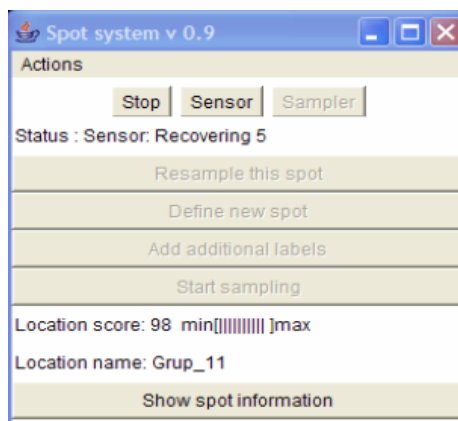 Spot system v 0.9
Actions
Stop Sensor Sampler
Status : Sensor: Recovering 5
Resample this spot
Define new spot
Add additional labels
Start sampling
Location score: 98 min[|||||||||| ]max
Location name: Grup_11
Show spot information